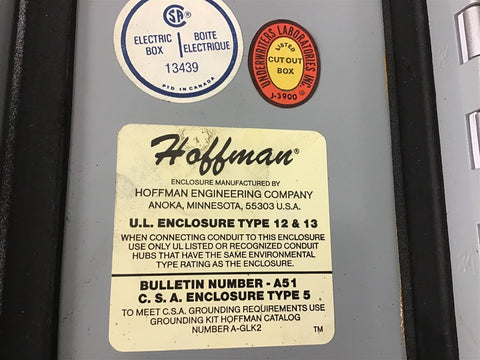 CSA
ELECTRIC BOX
BOITE ELECTRIQUE
13439
PTD IN CANADA
UNDERWRITERS LABORATORIES INC.®
LISTED
CUT OUT
BOX
J-3900
Hoffman®
ENCLOSURE MANUFACTURED BY
HOFFMAN ENGINEERING COMPANY
ANOKA, MINNESOTA, 55303 U.S.A.
U.L. ENCLOSURE TYPE 12 & 13
WHEN CONNECTING CONDUIT TO THIS ENCLOSURE
USE ONLY UL LISTED OR RECOGNIZED CONDUIT
HUBS THAT HAVE THE SAME ENVIRONMENTAL
TYPE RATING AS THE ENCLOSURE.
BULLETIN NUMBER - A51
C. S. A. ENCLOSURE TYPE 5
TO MEET C.S.A. GROUNDING REQUIREMENTS USE
GROUNDING KIT HOFFMAN CATALOG
NUMBER A-GLK2 TM